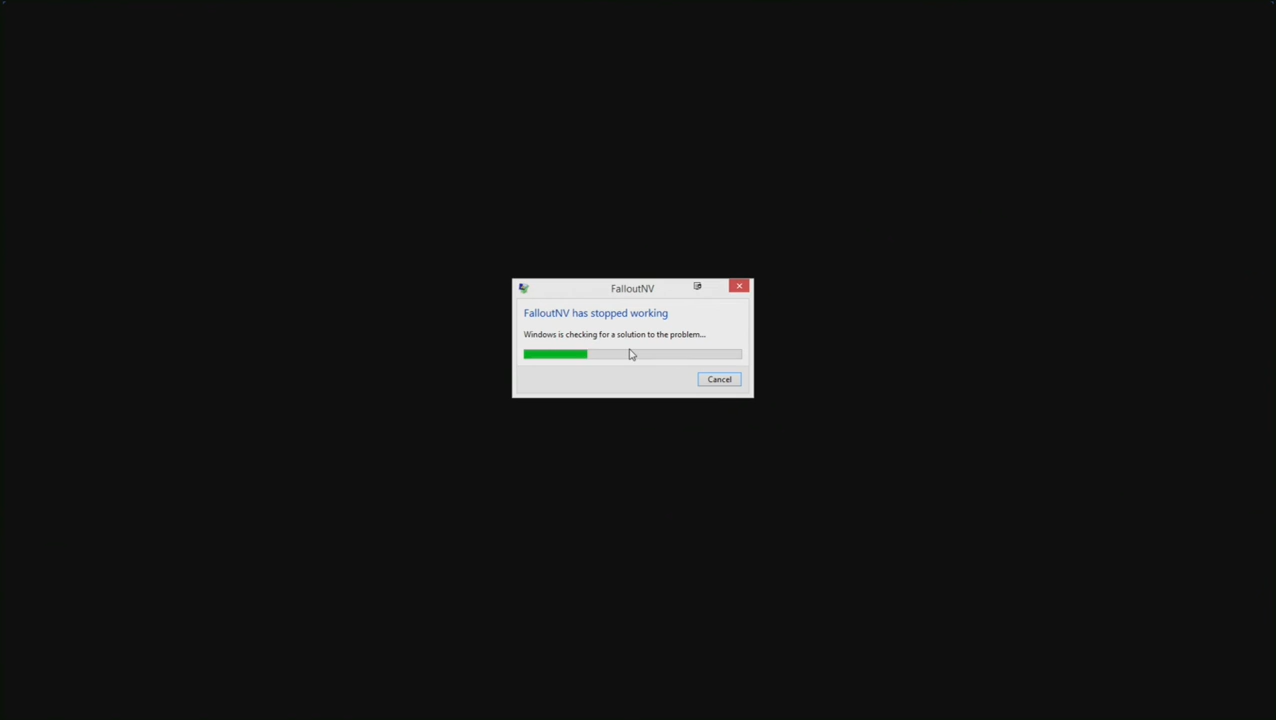 FalloutNV
FalloutNV has stopped working
Windows is checking for a solution to the problem...
Cancel